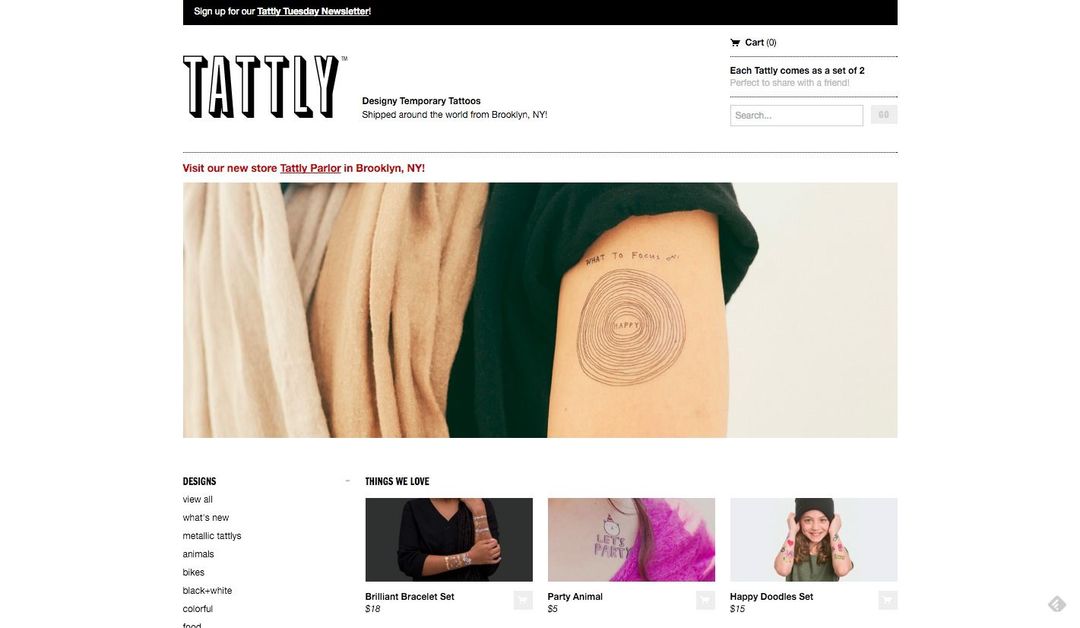 Sign up for our Tattly Tuesday Newsletter!
Cart (0)
TATTLY™
Each Tattly comes as a set of 2
Perfect to share with a friend!
Designy Temporary Tattoos
Shipped around the world from Brooklyn, NY!
Search...
GO
Visit our new store Tattly Parlor in Brooklyn, NY!
WHAT TO FOCUS ON:
HAPPY
DESIGNS
-
view all
what's new
metallic tattlys
animals
bikes
black+white
colorful
food
THINGS WE LOVE
LET'S
PARTY
Brilliant Bracelet Set
$18
Party Animal
$5
Happy Doodles Set
$15